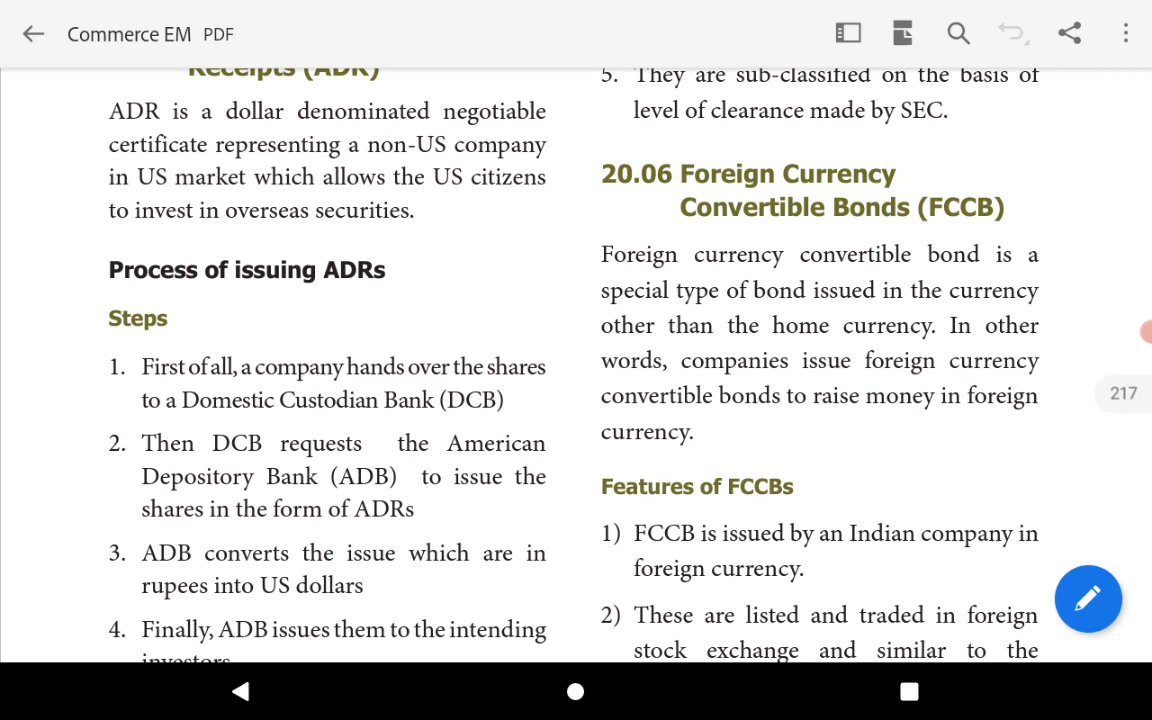 Commerce EM PDF
Receipts (ADR)
ADR is a dollar denominated negotiable
certificate representing a non-US company
in US market which allows the US citizens
to invest in overseas securities.
Process of issuing ADRs
Steps
1. First of all, a company hands over the shares
to a Domestic Custodian Bank (DCB)
2. Then DCB requests the American
Depository Bank (ADB) to issue the
shares in the form of ADRs
3. ADB converts the issue which are in
rupees into US dollars
4. Finally, ADB issues them to the intending
investors
5. They are sub-classified on the basis of
level of clearance made by SEC.
20.06 Foreign Currency
Convertible Bonds (FCCB)
Foreign currency convertible bond is a
special type of bond issued in the currency
other than the home currency. In other
words, companies issue foreign currency
convertible bonds to raise money in foreign
currency.
Features of FCCBs
1) FCCB is issued by an Indian company in
foreign currency.
2) These are listed and traded in foreign
stock exchange and similar to the
217